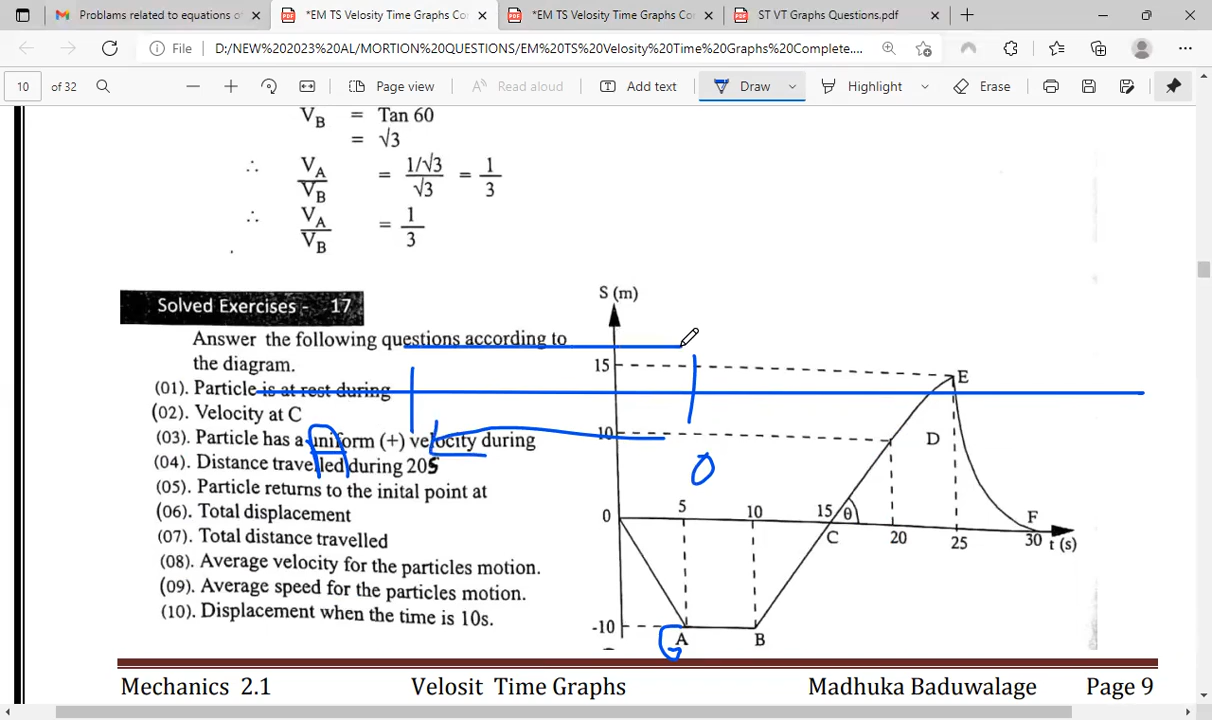 Problems related to equations o
*EM TS Velosity Time Graphs Co
*EM TS Velosity Time Graphs Co
ST VT Graphs Questions.pdf
File
D:/NEW%202023%20AL/MORTION%20QUESTIONS/EM%20TS%20Velosity%20Time%20Graphs%20Complete....
10 of 32
Page view
Read aloud
Add text
Draw
Highlight
Erase
V_B = Tan 60
= √3
∴ V_A/V_B = 1/√3/√3 = 1/3
∴ V_A/V_B = 1/3
Solved Exercises - 17
Answer the following questions according to
the diagram.
(01). Particle is at rest during
(02). Velocity at C
(03). Particle has a uniform (+) velocity during
(04). Distance travelled during 20S
(05). Particle returns to the inital point at
(06). Total displacement
(07). Total distance travelled
(08). Average velocity for the particles motion.
(09). Average speed for the particles motion.
(10). Displacement when the time is 10s.
S (m)
15
E
10
D
0
5
10
15
θ
F
C
20
25
30
t (s)
-10
A
B
A
O
Mechanics 2.1 Velosit Time Graphs Madhuka Baduwalage Page 9